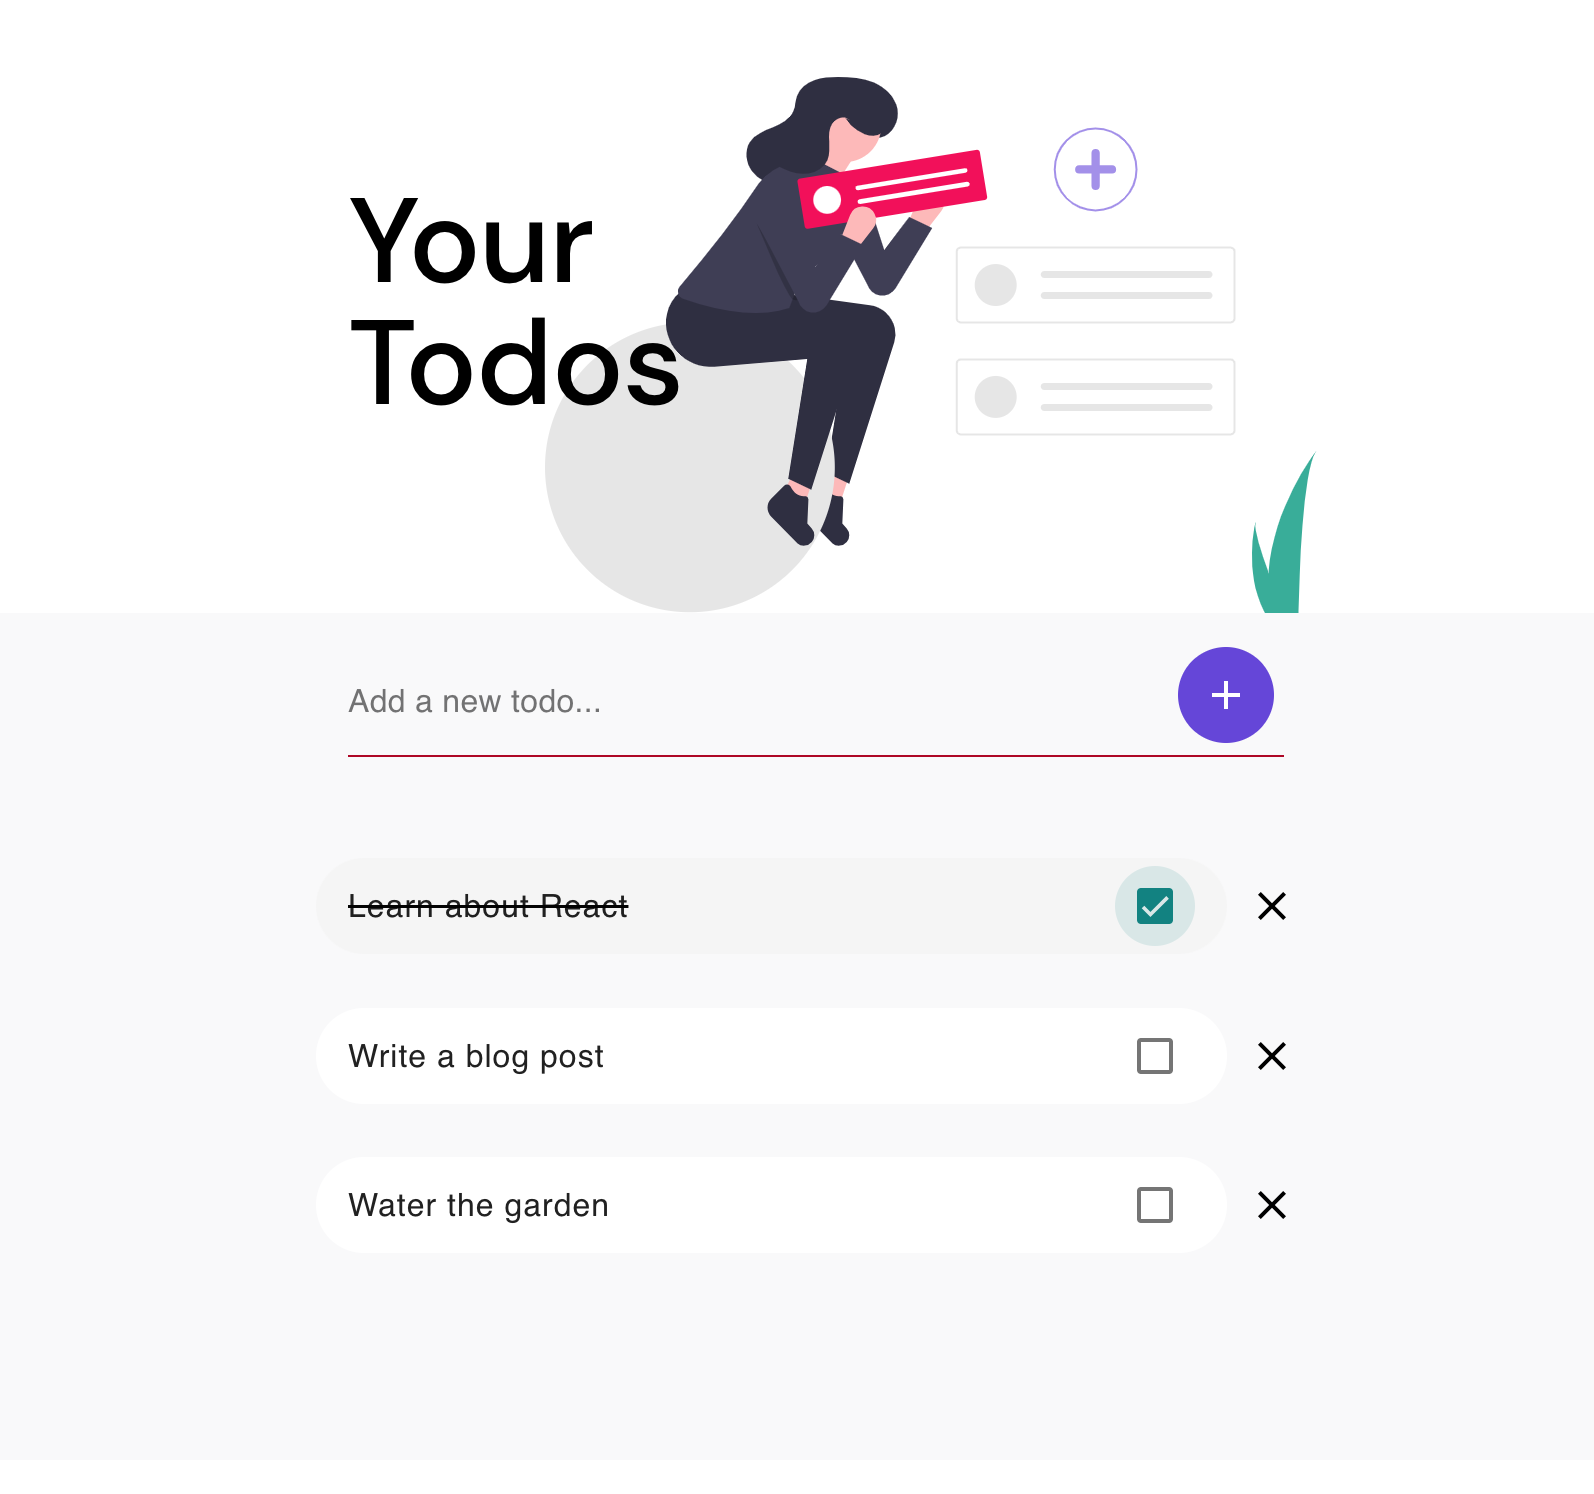 Your
Todos
Add a new todo...
Learn about React
Write a blog post
Water the garden